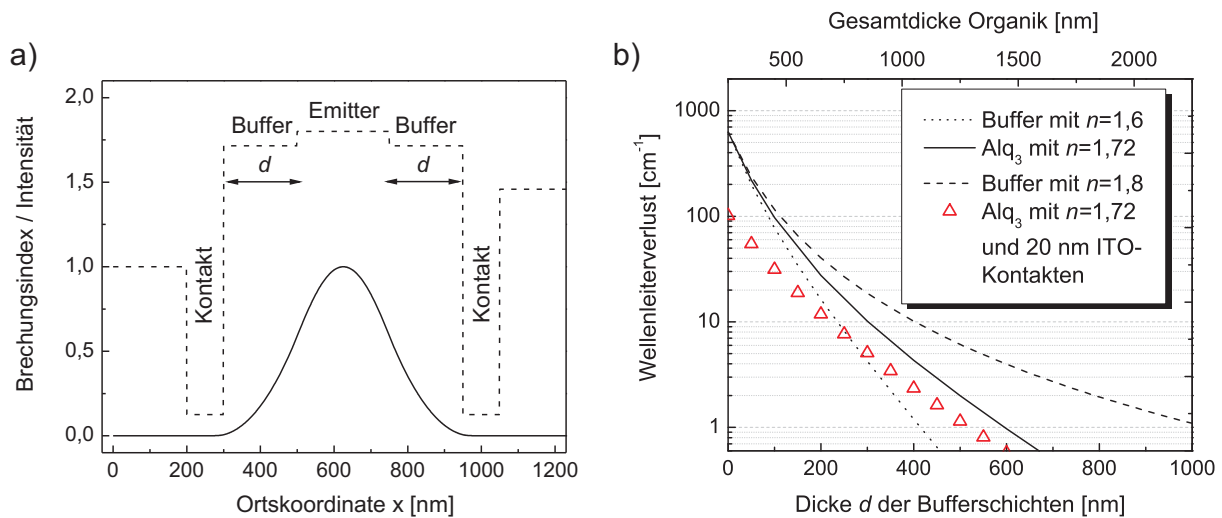 a)
Brechungsindex / Intensität
2,0
1,5
1,0
0,5
0,0
Buffer
Emitter
Buffer
d
d
Kontakt
Kontakt
0 200 400 600 800 1000 1200
Ortskoordinate x [nm]
b)
Gesamtdicke Organik [nm]
500 1000 1500 2000
Wellenleiterverlust [cm⁻¹]
1000
100
10
1
Buffer mit n=1,6
Alq₃ mit n=1,72
Buffer mit n=1,8
Alq₃ mit n=1,72
und 20 nm ITO-
Kontakten
0 200 400 600 800 1000
Dicke d der Bufferschichten [nm]